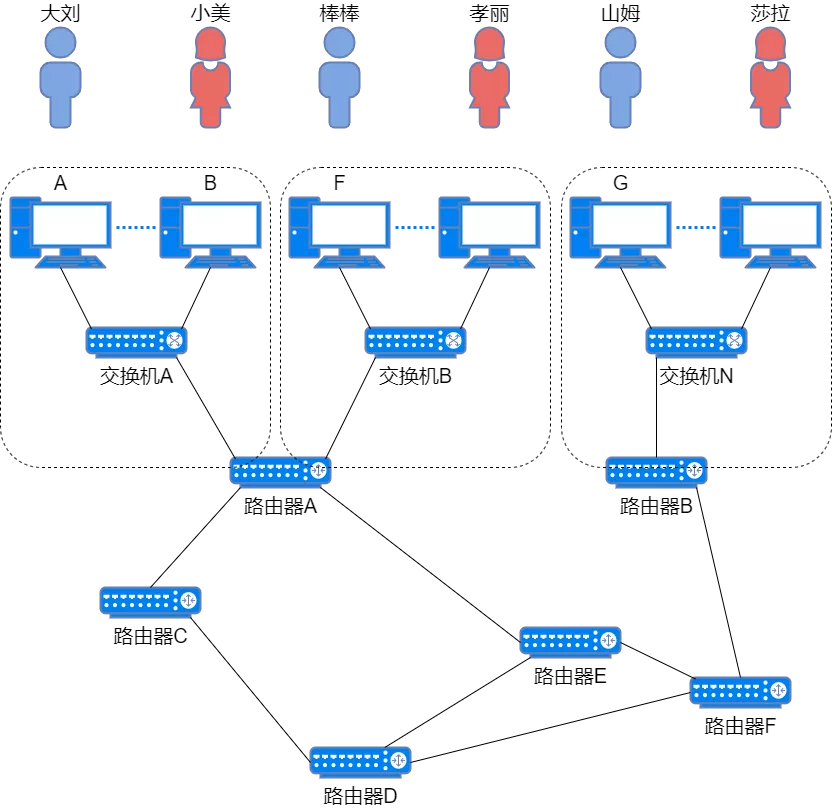 大刘 小美 棒棒 孝丽 山姆 莎拉
A B F G
交换机A 交换机B 交换机N
路由器A 路由器B
路由器C
路由器E
路由器F
路由器D